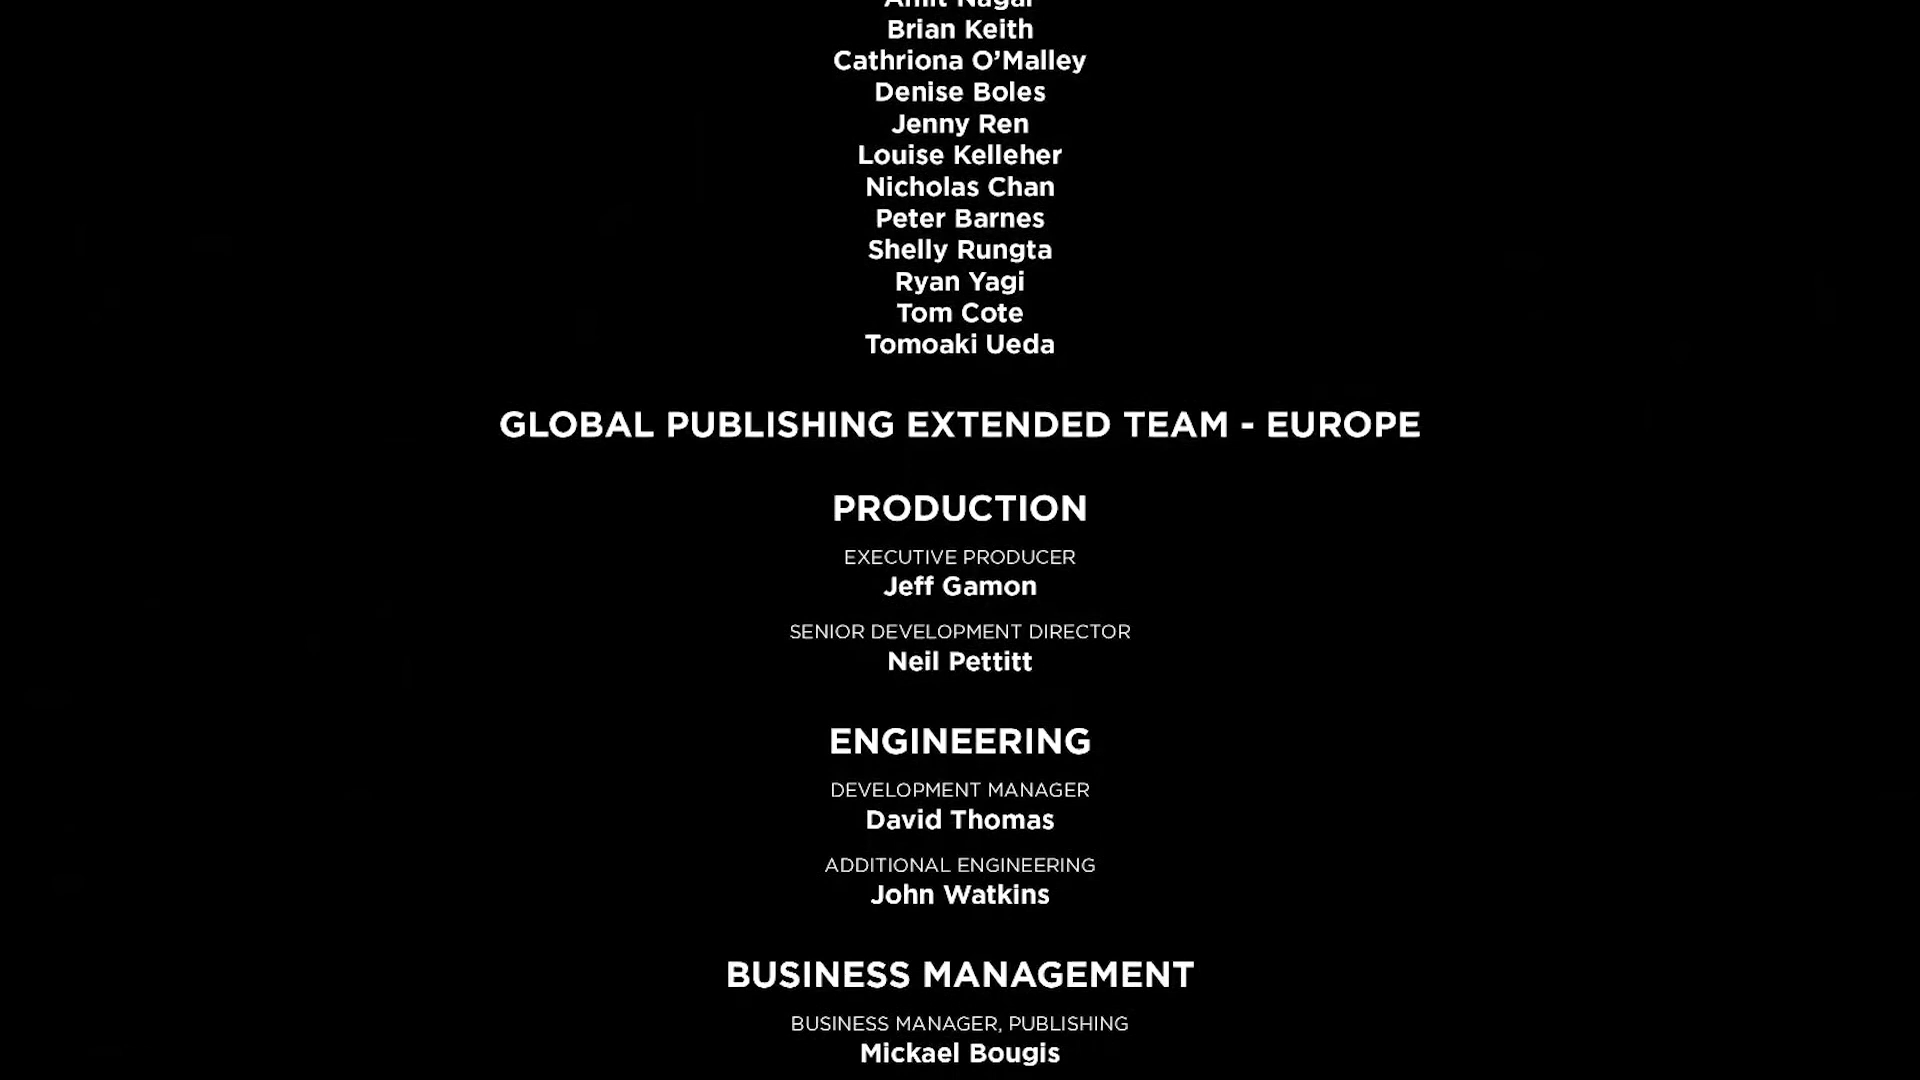 Amit Nagar
Brian Keith
Cathriona O’Malley
Denise Boles
Jenny Ren
Louise Kelleher
Nicholas Chan
Peter Barnes
Shelly Rungta
Ryan Yagi
Tom Cote
Tomoaki Ueda
GLOBAL PUBLISHING EXTENDED TEAM - EUROPE
PRODUCTION
EXECUTIVE PRODUCER
Jeff Gamon
SENIOR DEVELOPMENT DIRECTOR
Neil Pettitt
ENGINEERING
DEVELOPMENT MANAGER
David Thomas
ADDITIONAL ENGINEERING
John Watkins
BUSINESS MANAGEMENT
BUSINESS MANAGER, PUBLISHING
Mickael Bougis